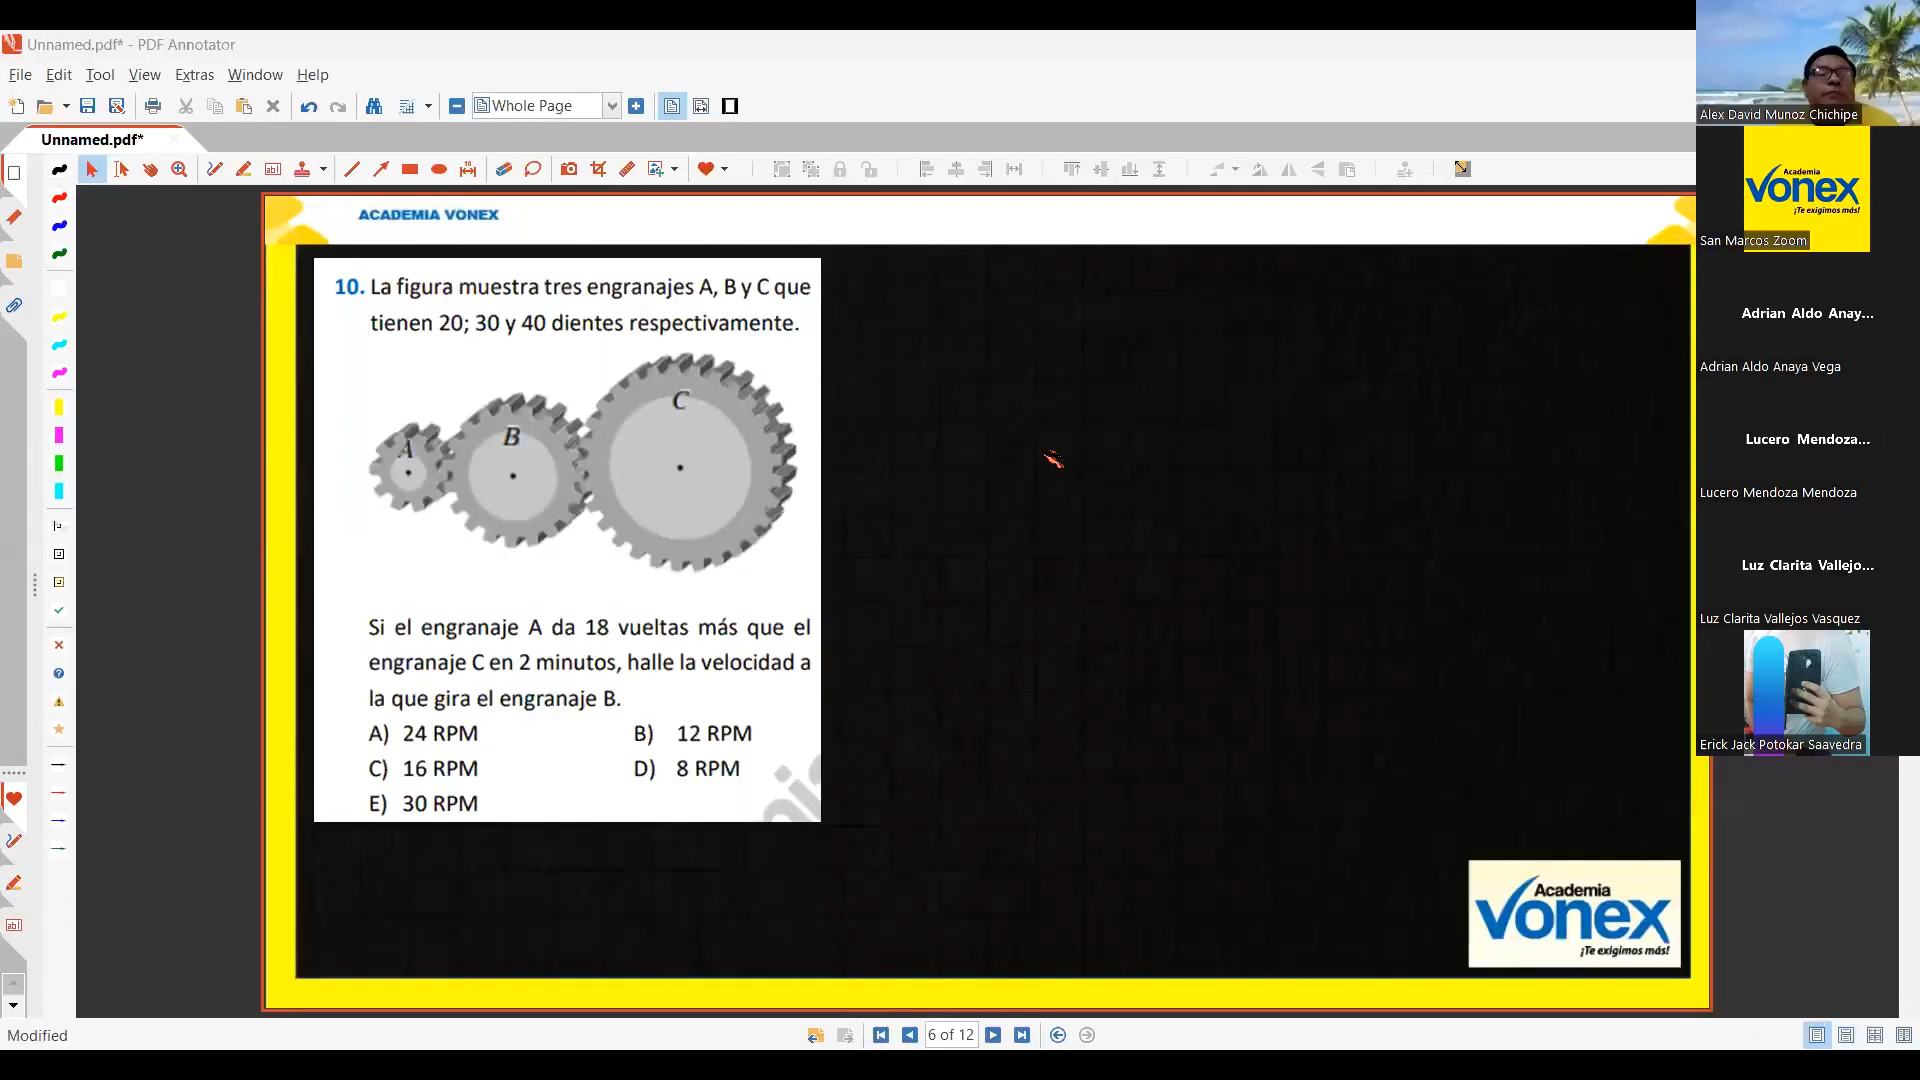 Unnamed.pdf* - PDF Annotator
File Edit Tool View Extras Window Help
Whole Page
Unnamed.pdf*
ACADEMIA VONEX
10. La figura muestra tres engranajes A, B y C que
tienen 20; 30 y 40 dientes respectivamente.
A
B
C
Si el engranaje A da 18 vueltas más que el
engranaje C en 2 minutos, halle la velocidad a
la que gira el engranaje B.
A) 24 RPM B) 12 RPM
C) 16 RPM D) 8 RPM
E) 30 RPM
Academia
Vonex
¡Te exigimos más!
Modified
6 of 12
Alex David Munoz Chichipe
Academia
Vonex
¡Te exigimos más!
San Marcos Zoom
Adrian Aldo Anay...
Adrian Aldo Anaya Vega
Lucero Mendoza...
Lucero Mendoza Mendoza
Luz Clarita Vallejo...
Luz Clarita Vallejos Vasquez
Erick Jack Potokar Saavedra